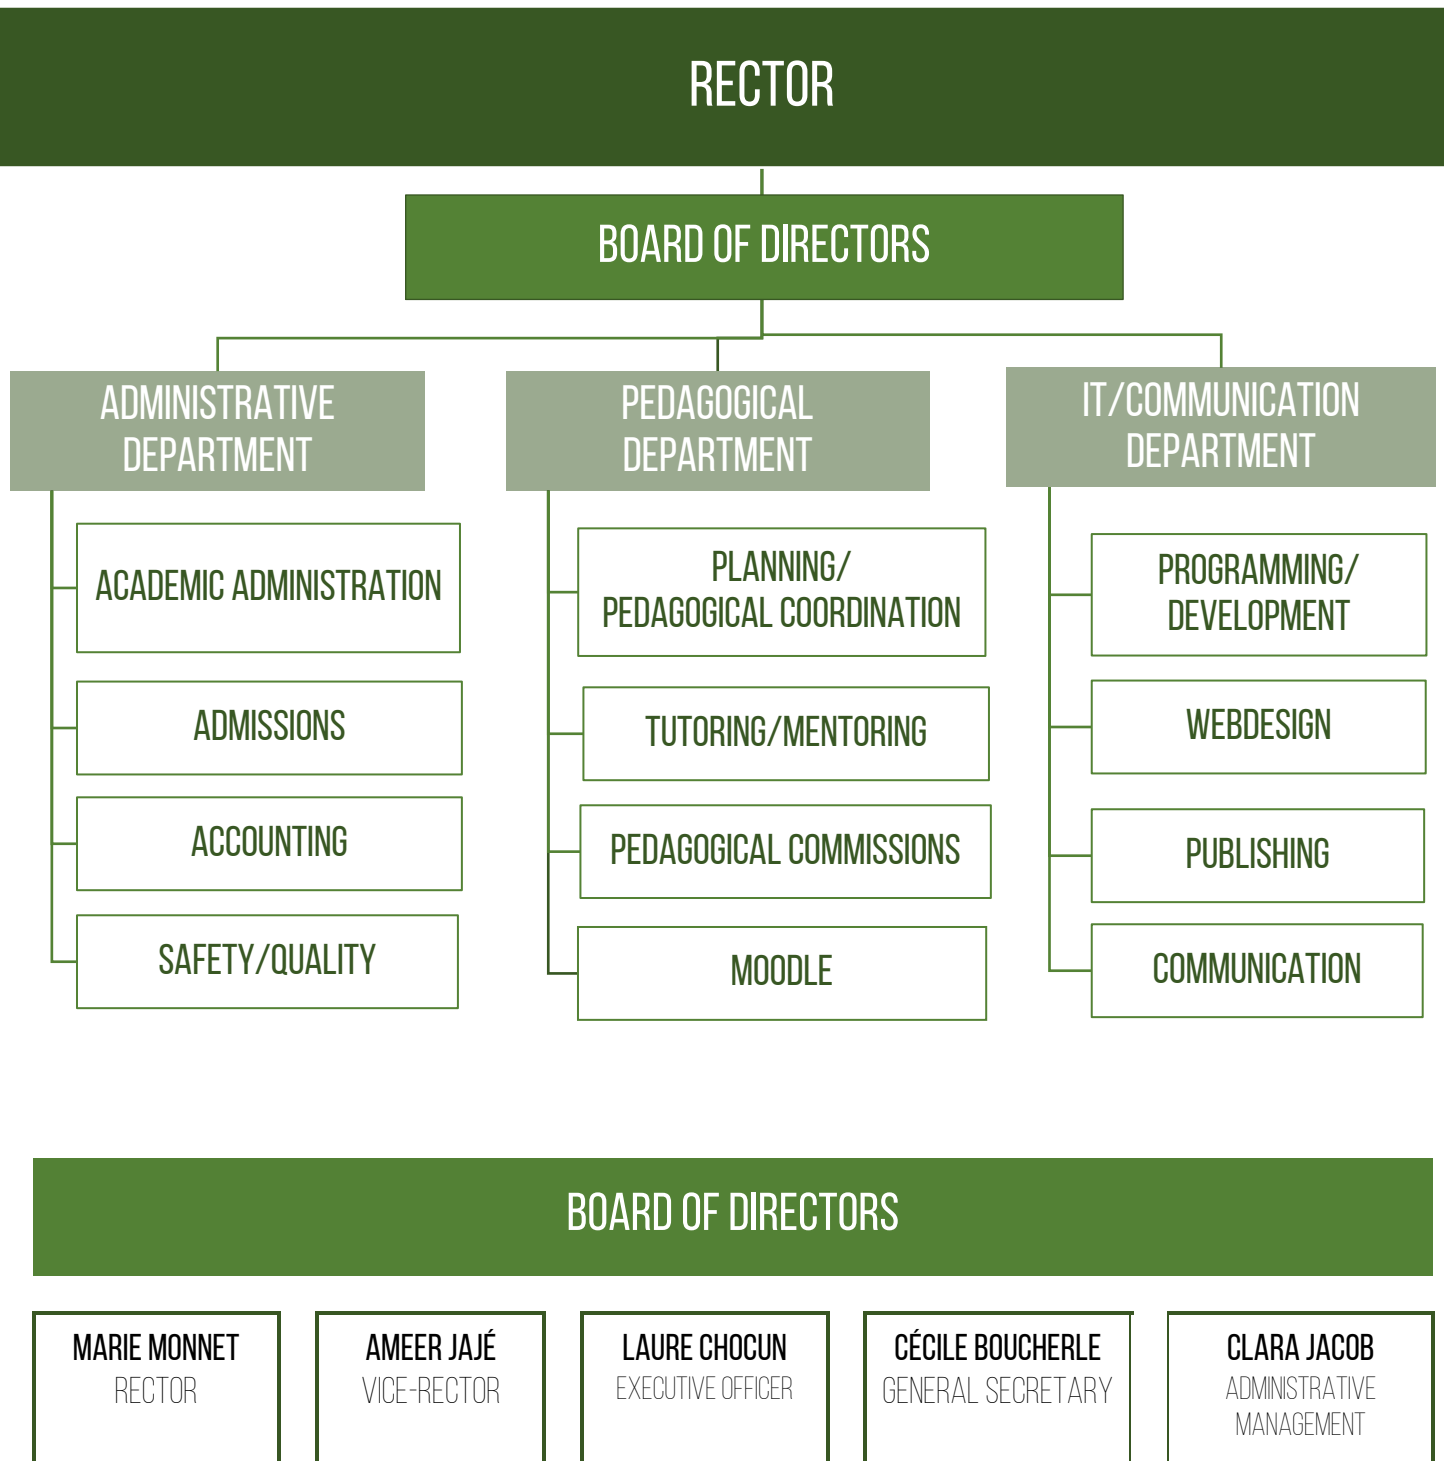 RECTOR
BOARD OF DIRECTORS
ADMINISTRATIVE
DEPARTMENT
ACADEMIC ADMINISTRATION
ADMISSIONS
ACCOUNTING
SAFETY/QUALITY
PEDAGOGICAL
DEPARTMENT
PLANNING/
PEDAGOGICAL COORDINATION
TUTORING/MENTORING
PEDAGOGICAL COMMISSIONS
MOODLE
IT/COMMUNICATION
DEPARTMENT
PROGRAMMING/
DEVELOPMENT
WEBDESIGN
PUBLISHING
COMMUNICATION
BOARD OF DIRECTORS
MARIE MONNET
RECTOR
AMEER JAJÉ
VICE-RECTOR
LAURE CHOCUN
EXECUTIVE OFFICER
CÉCILE BOUCHERLE
GENERAL SECRETARY
CLARA JACOB
ADMINISTRATIVE
MANAGEMENT